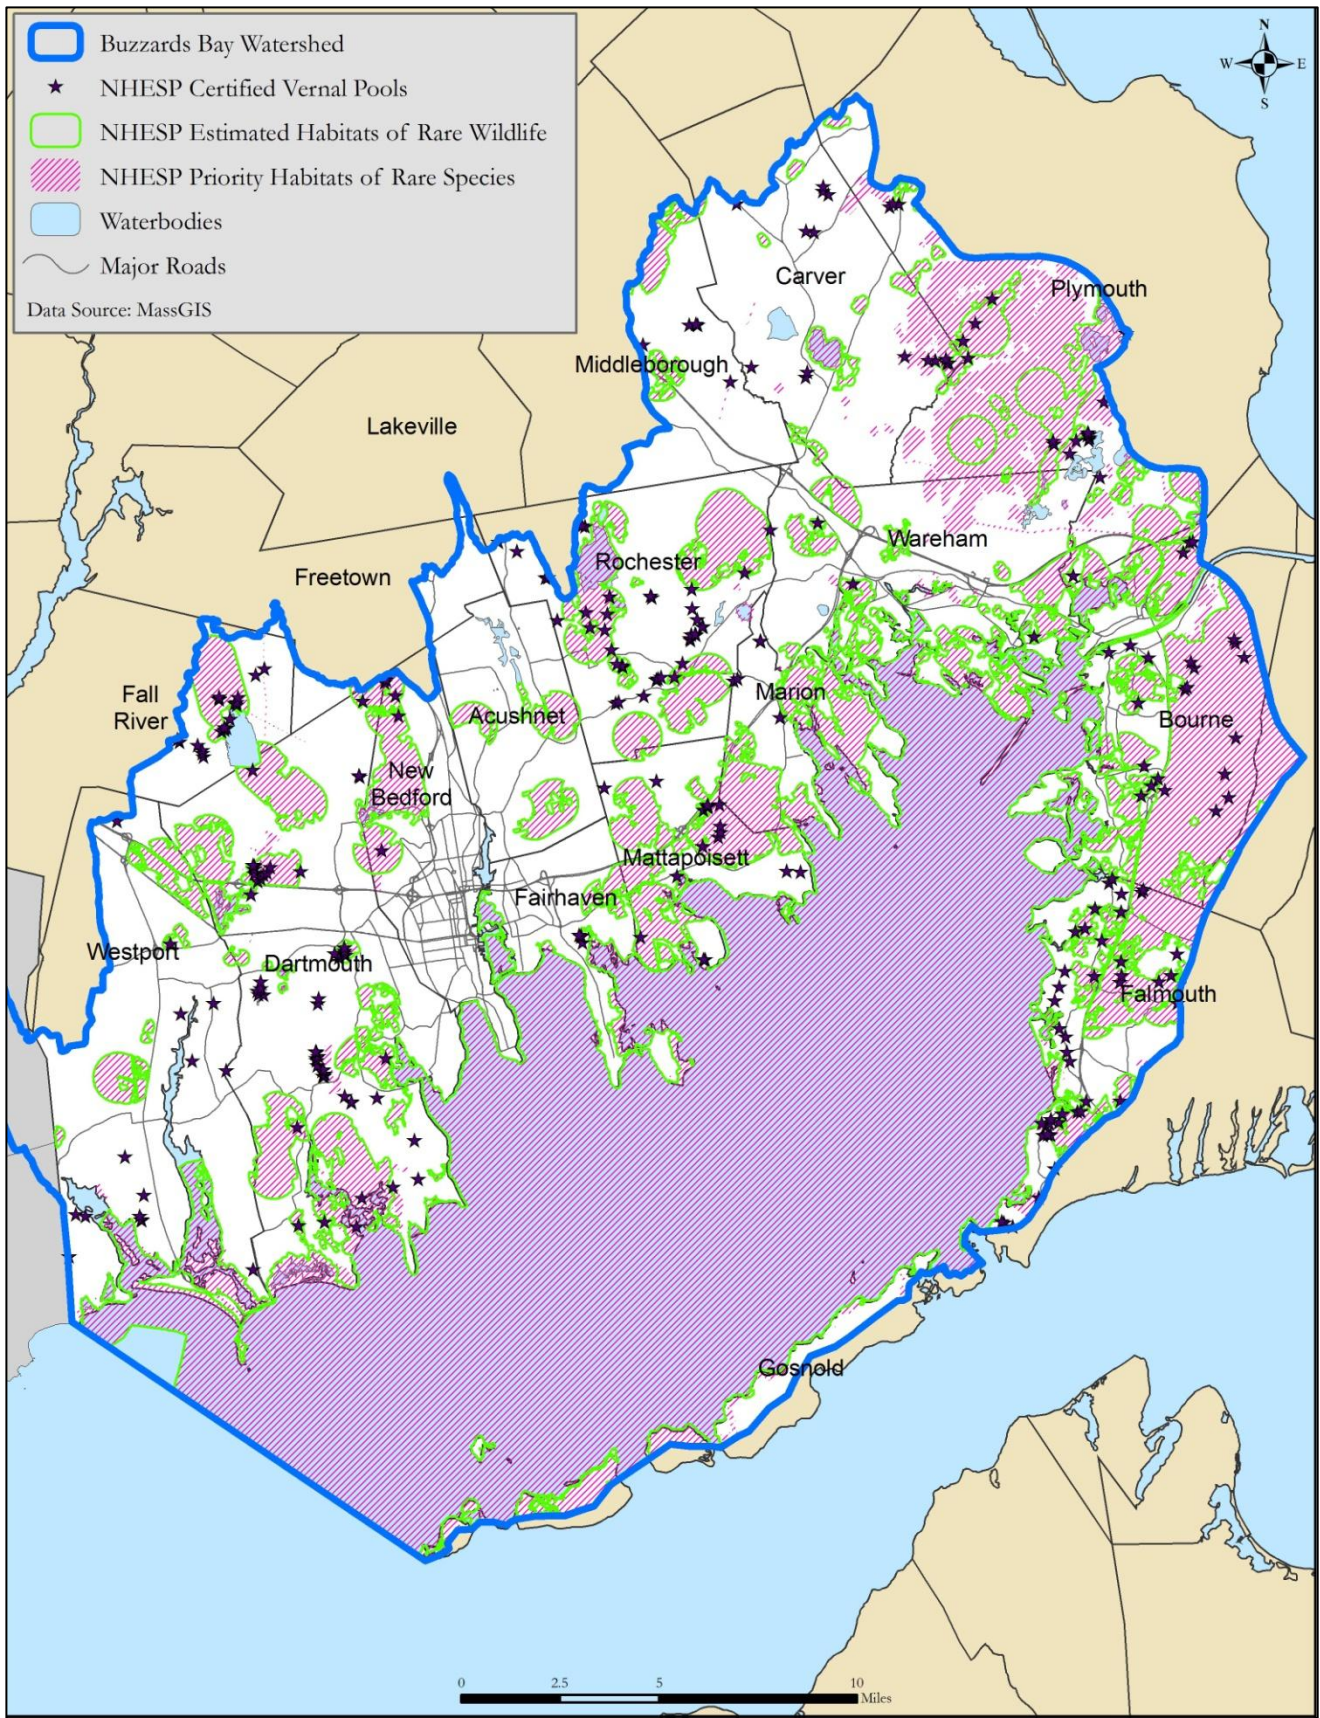 Buzzards Bay Watershed
NHESP Certified Vernal Pools
NHESP Estimated Habitats of Rare Wildlife
NHESP Priority Habitats of Rare Species
Waterbodies
Major Roads
Data Source: MassGIS
N
W
E
S
Carver
Plymouth
Middleborough
Lakeville
Wareham
Rochester
Freetown
Marion
Fall
River
Acushnet
Bourne
New
Bedford
Mattapoisett
Fairhaven
Westport
Dartmouth
Falmouth
Gosnold
0
2.5
5
10
Miles